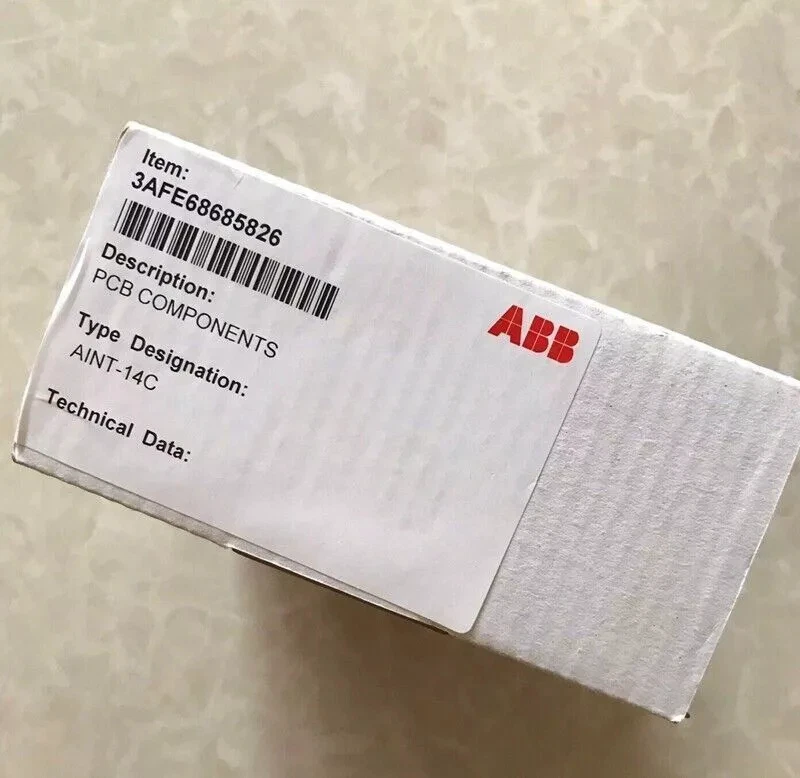 Item:
3AFE68685826
Description:
PCB COMPONENTS
Type Designation:
AINT-14C
Technical Data:
ABB